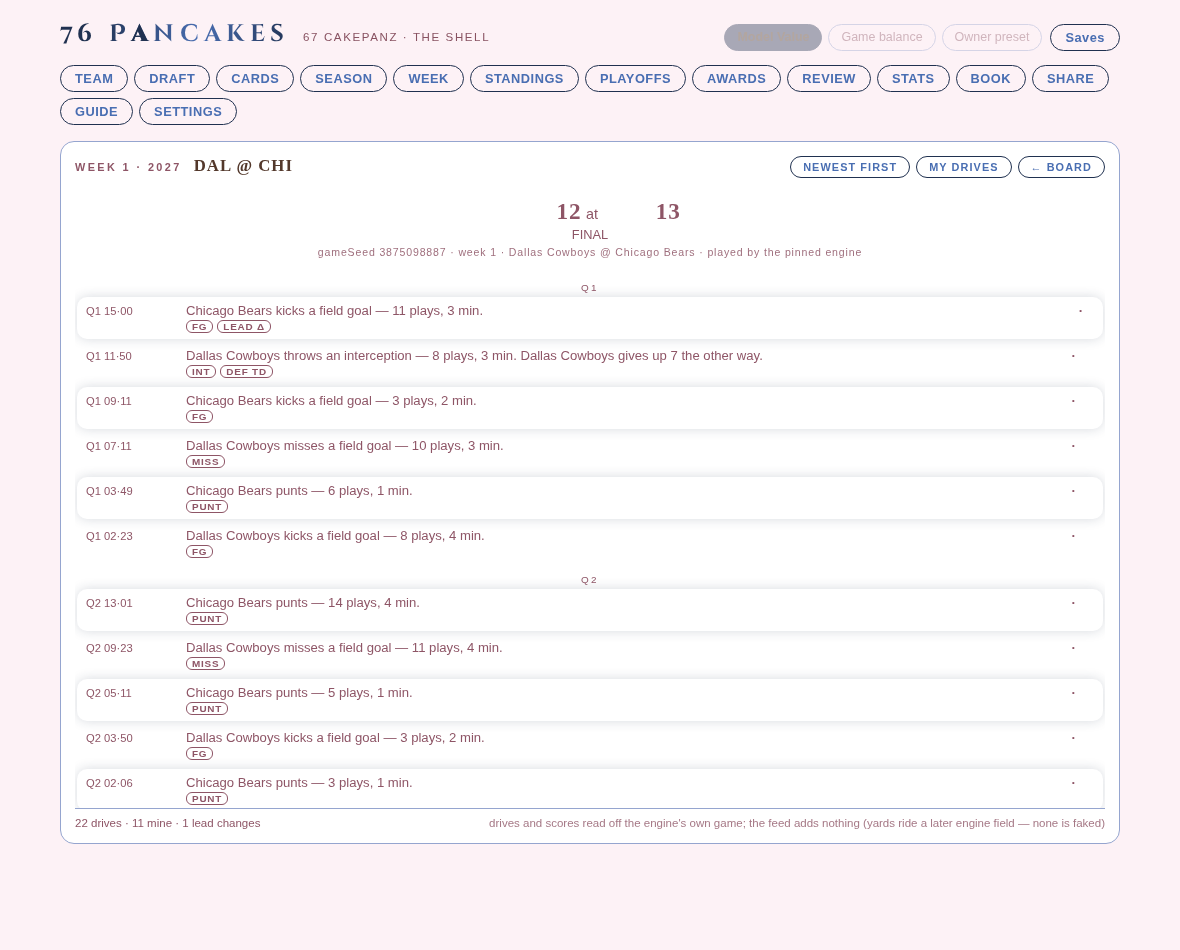 76 PANCAKES 67 CAKEPANZ · THE SHELL Game balance Owner preset Saves
TEAM DRAFT CARDS SEASON WEEK STANDINGS PLAYOFFS AWARDS REVIEW STATS BOOK SHARE
GUIDE SETTINGS
WEEK 1 · 2027 DAL @ CHI NEWEST FIRST MY DRIVES ← BOARD
12 at 13
FINAL
gameSeed 3875098887 · week 1 · Dallas Cowboys @ Chicago Bears · played by the pinned engine
Q1
Q1 15·00 Chicago Bears kicks a field goal — 11 plays, 3 min. ·
FG LEAD Δ
Q1 11·50 Dallas Cowboys throws an interception — 8 plays, 3 min. Dallas Cowboys gives up 7 the other way. ·
INT DEF TD
Q1 09·11 Chicago Bears kicks a field goal — 3 plays, 2 min. ·
FG
Q1 07·11 Dallas Cowboys misses a field goal — 10 plays, 3 min. ·
MISS
Q1 03·49 Chicago Bears punts — 6 plays, 1 min. ·
PUNT
Q1 02·23 Dallas Cowboys kicks a field goal — 8 plays, 4 min. ·
FG
Q2
Q2 13·01 Chicago Bears punts — 14 plays, 4 min. ·
PUNT
Q2 09·23 Dallas Cowboys misses a field goal — 11 plays, 4 min. ·
MISS
Q2 05·11 Chicago Bears punts — 5 plays, 1 min. ·
PUNT
Q2 03·50 Dallas Cowboys kicks a field goal — 3 plays, 2 min. ·
FG
Q2 02·06 Chicago Bears punts — 3 plays, 1 min. ·
PUNT
22 drives · 11 mine · 1 lead changes drives and scores read off the engine's own game; the feed adds nothing (yards ride a later engine field — none is faked)